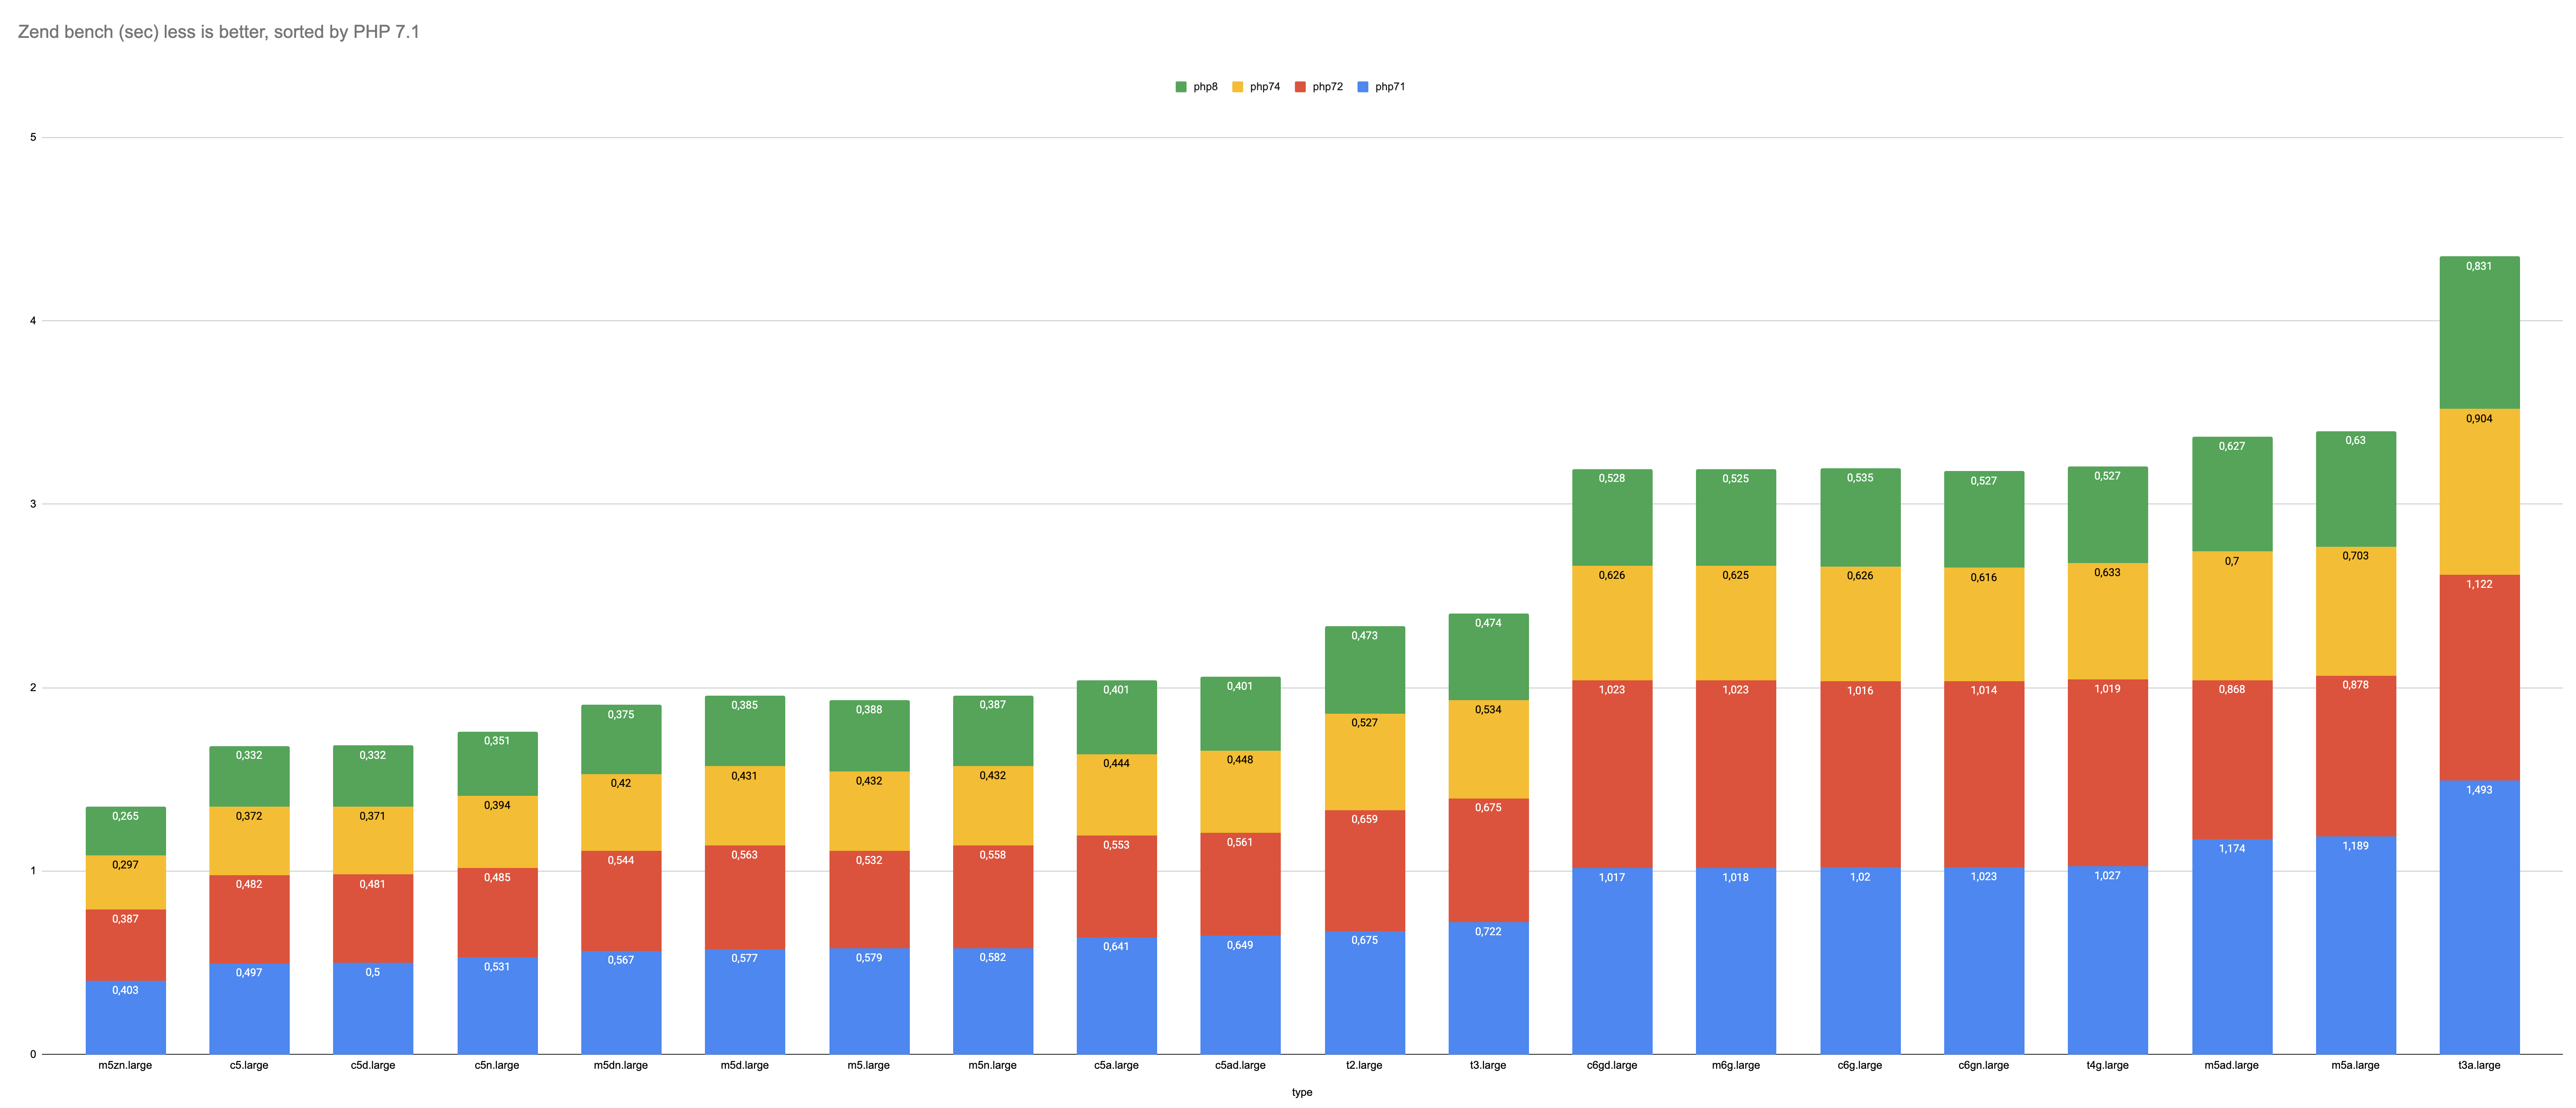 Zend bench (sec) less is better, sorted by PHP 7.1
php8 php74 php72 php71
5
4
3
2
1
0
0,265 0,332 0,332 0,351 0,375 0,385 0,388 0,387 0,401 0,401 0,473 0,474 0,528 0,525 0,535 0,527 0,527 0,627 0,63 0,831
0,297 0,372 0,371 0,394 0,42 0,431 0,432 0,432 0,444 0,448 0,527 0,534 0,626 0,625 0,626 0,616 0,633 0,7 0,703 0,904
0,387 0,482 0,481 0,485 0,544 0,563 0,532 0,558 0,553 0,561 0,659 0,675 1,023 1,023 1,016 1,014 1,019 0,868 0,878 1,122
0,403 0,497 0,5 0,531 0,567 0,577 0,579 0,582 0,641 0,649 0,675 0,722 1,017 1,018 1,02 1,023 1,027 1,174 1,189 1,493
m5zn.large c5.large c5d.large c5n.large m5dn.large m5d.large m5.large m5n.large c5a.large c5ad.large t2.large t3.large c6gd.large m6g.large c6g.large c6gn.large t4g.large m5ad.large m5a.large t3a.large
type